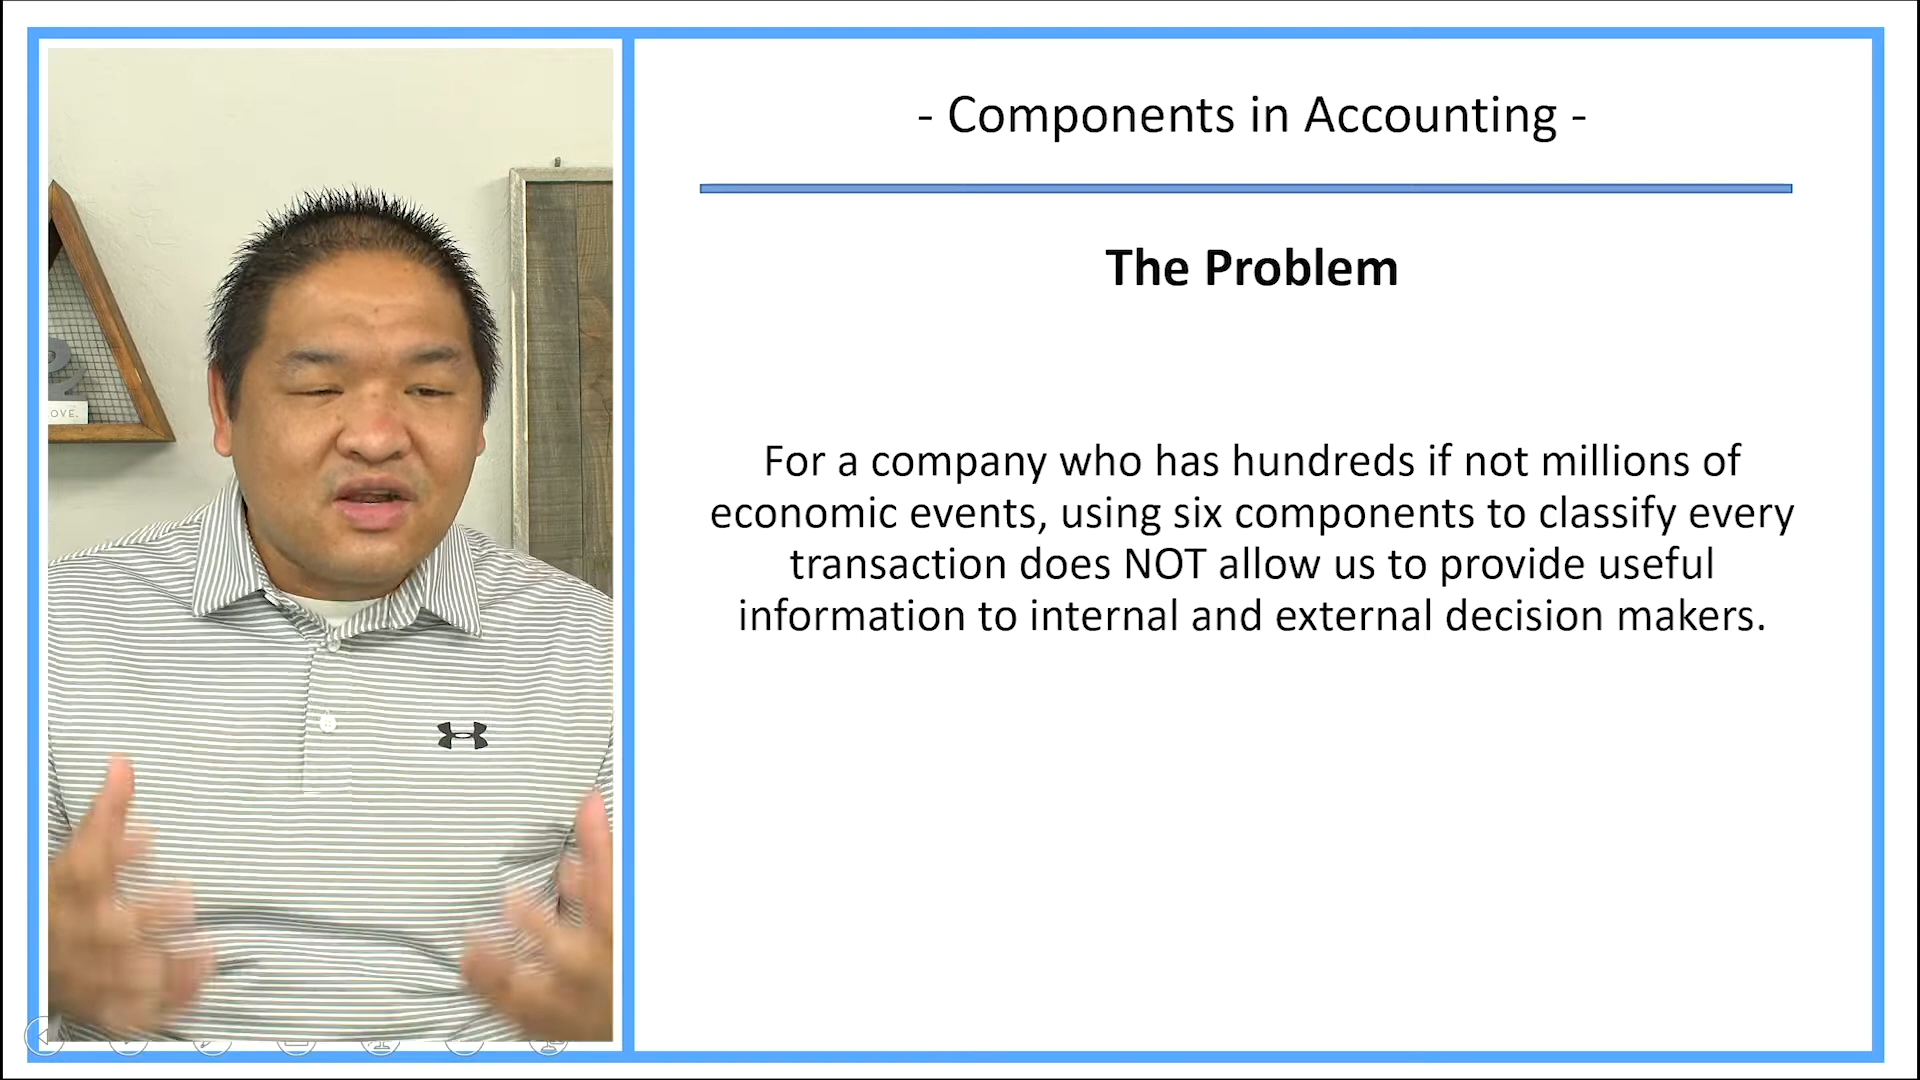 - Components in Accounting -
The Problem
For a company who has hundreds if not millions of
economic events, using six components to classify every
transaction does NOT allow us to provide useful
information to internal and external decision makers.
OVE.